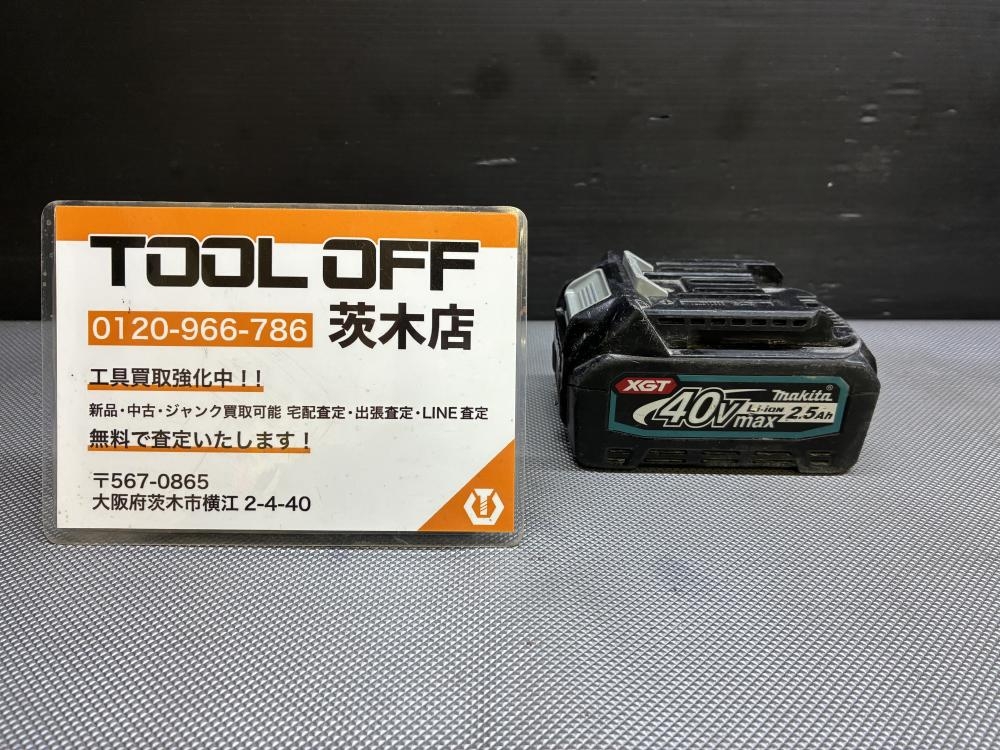 TOOL OFF
0120-966-786 茨木店
工具買取強化中！！
新品・中古・ジャンク買取可能 宅配査定・出張査定・LINE査定
無料で査定いたします！
〒567-0865
大阪府茨木市横江 2-4-40
XGT
40Vmax
Li-ion
makita®
2.5Ah